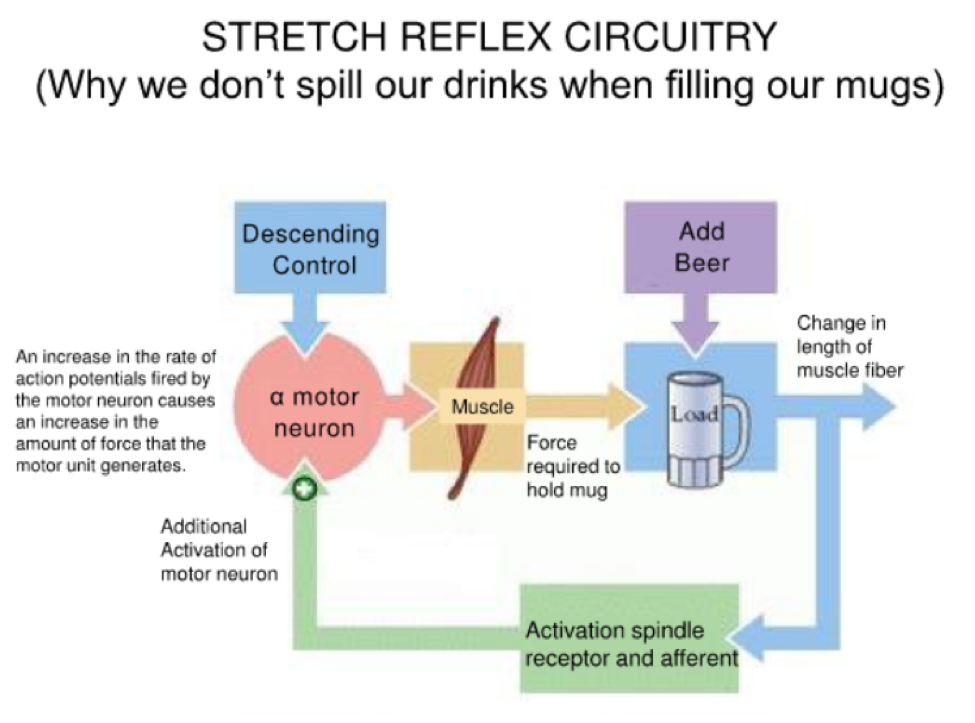 STRETCH REFLEX CIRCUITRY
(Why we don’t spill our drinks when filling our mugs)
Descending
Control
Add
Beer
Change in
length of
muscle fiber
An increase in the rate of
action potentials fired by
the motor neuron causes
an increase in the
amount of force that the
motor unit generates.
α motor
neuron
Muscle
Load
Force
required to
hold mug
Additional
Activation of
motor neuron
Activation spindle
receptor and afferent